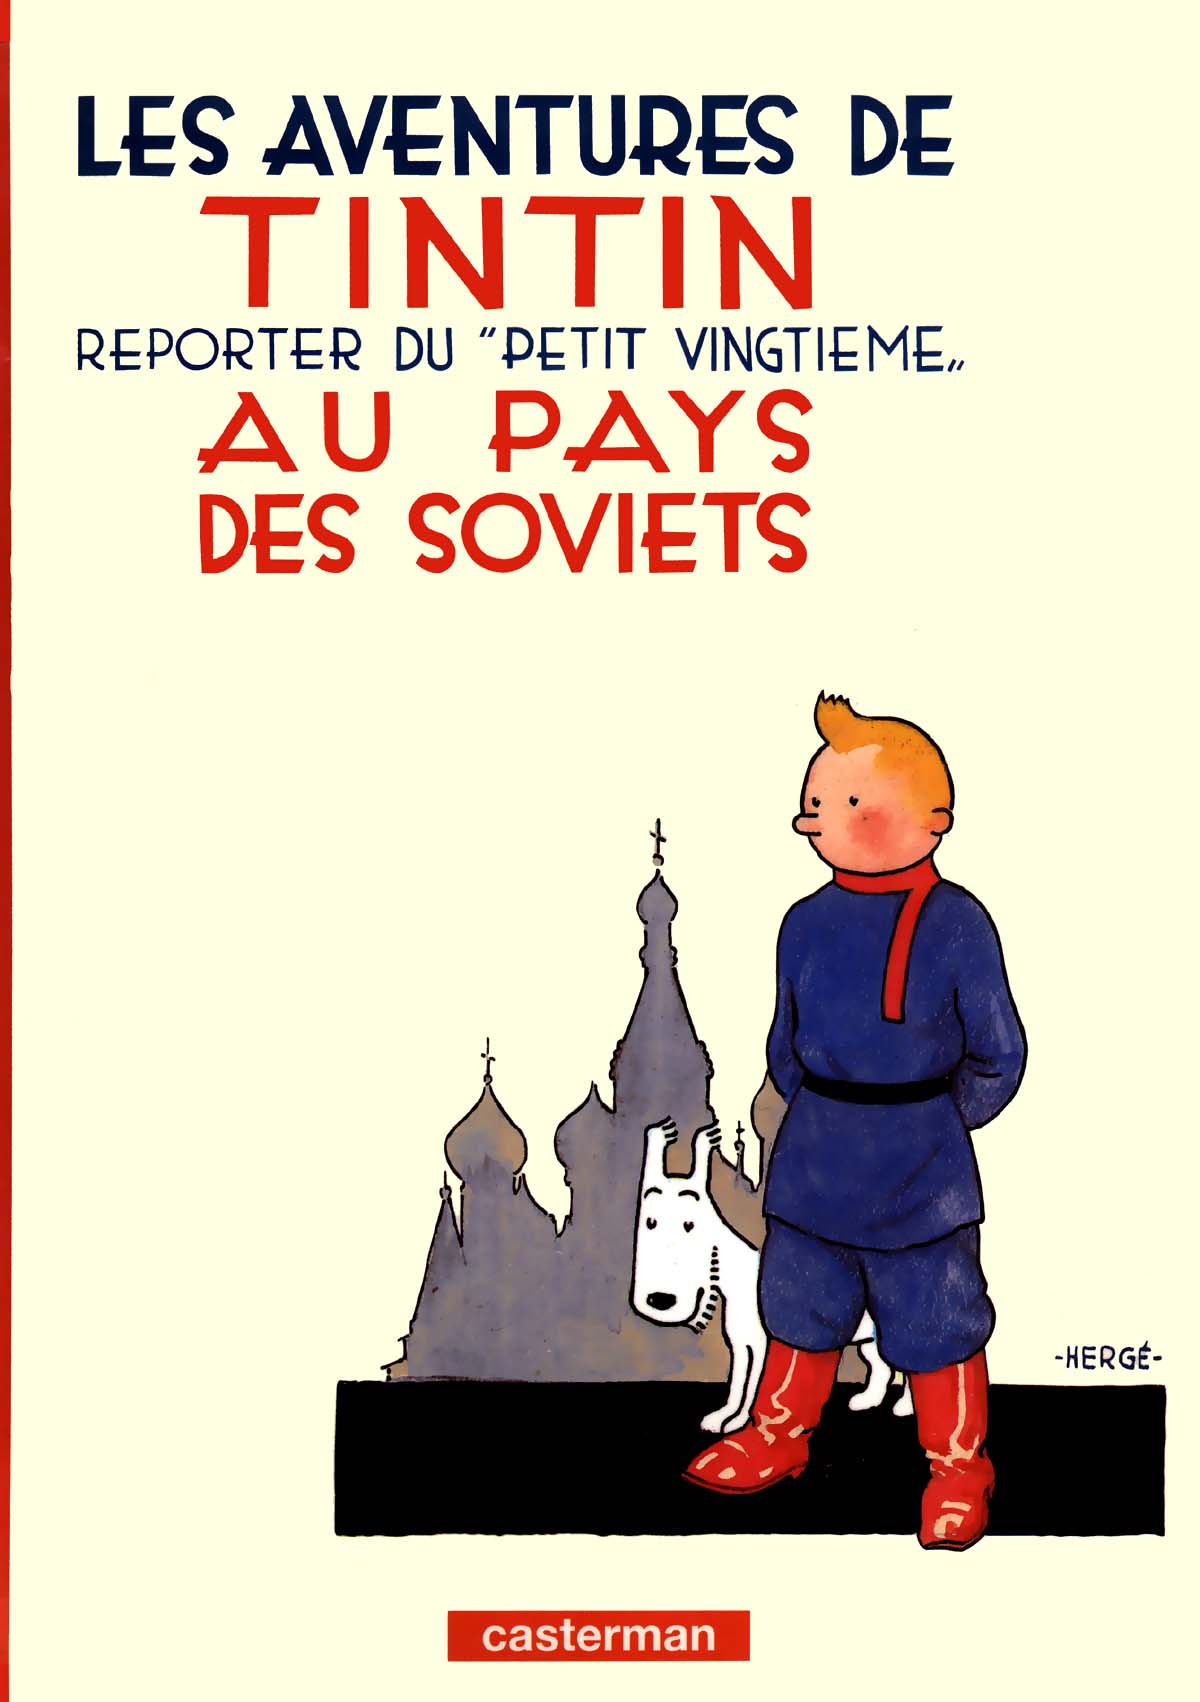 LES AVENTURES DE
TINTIN
REPORTER DU “PETIT VINGTIEME„
AU PAYS
DES SOVIETS
-HERGÉ-
casterman